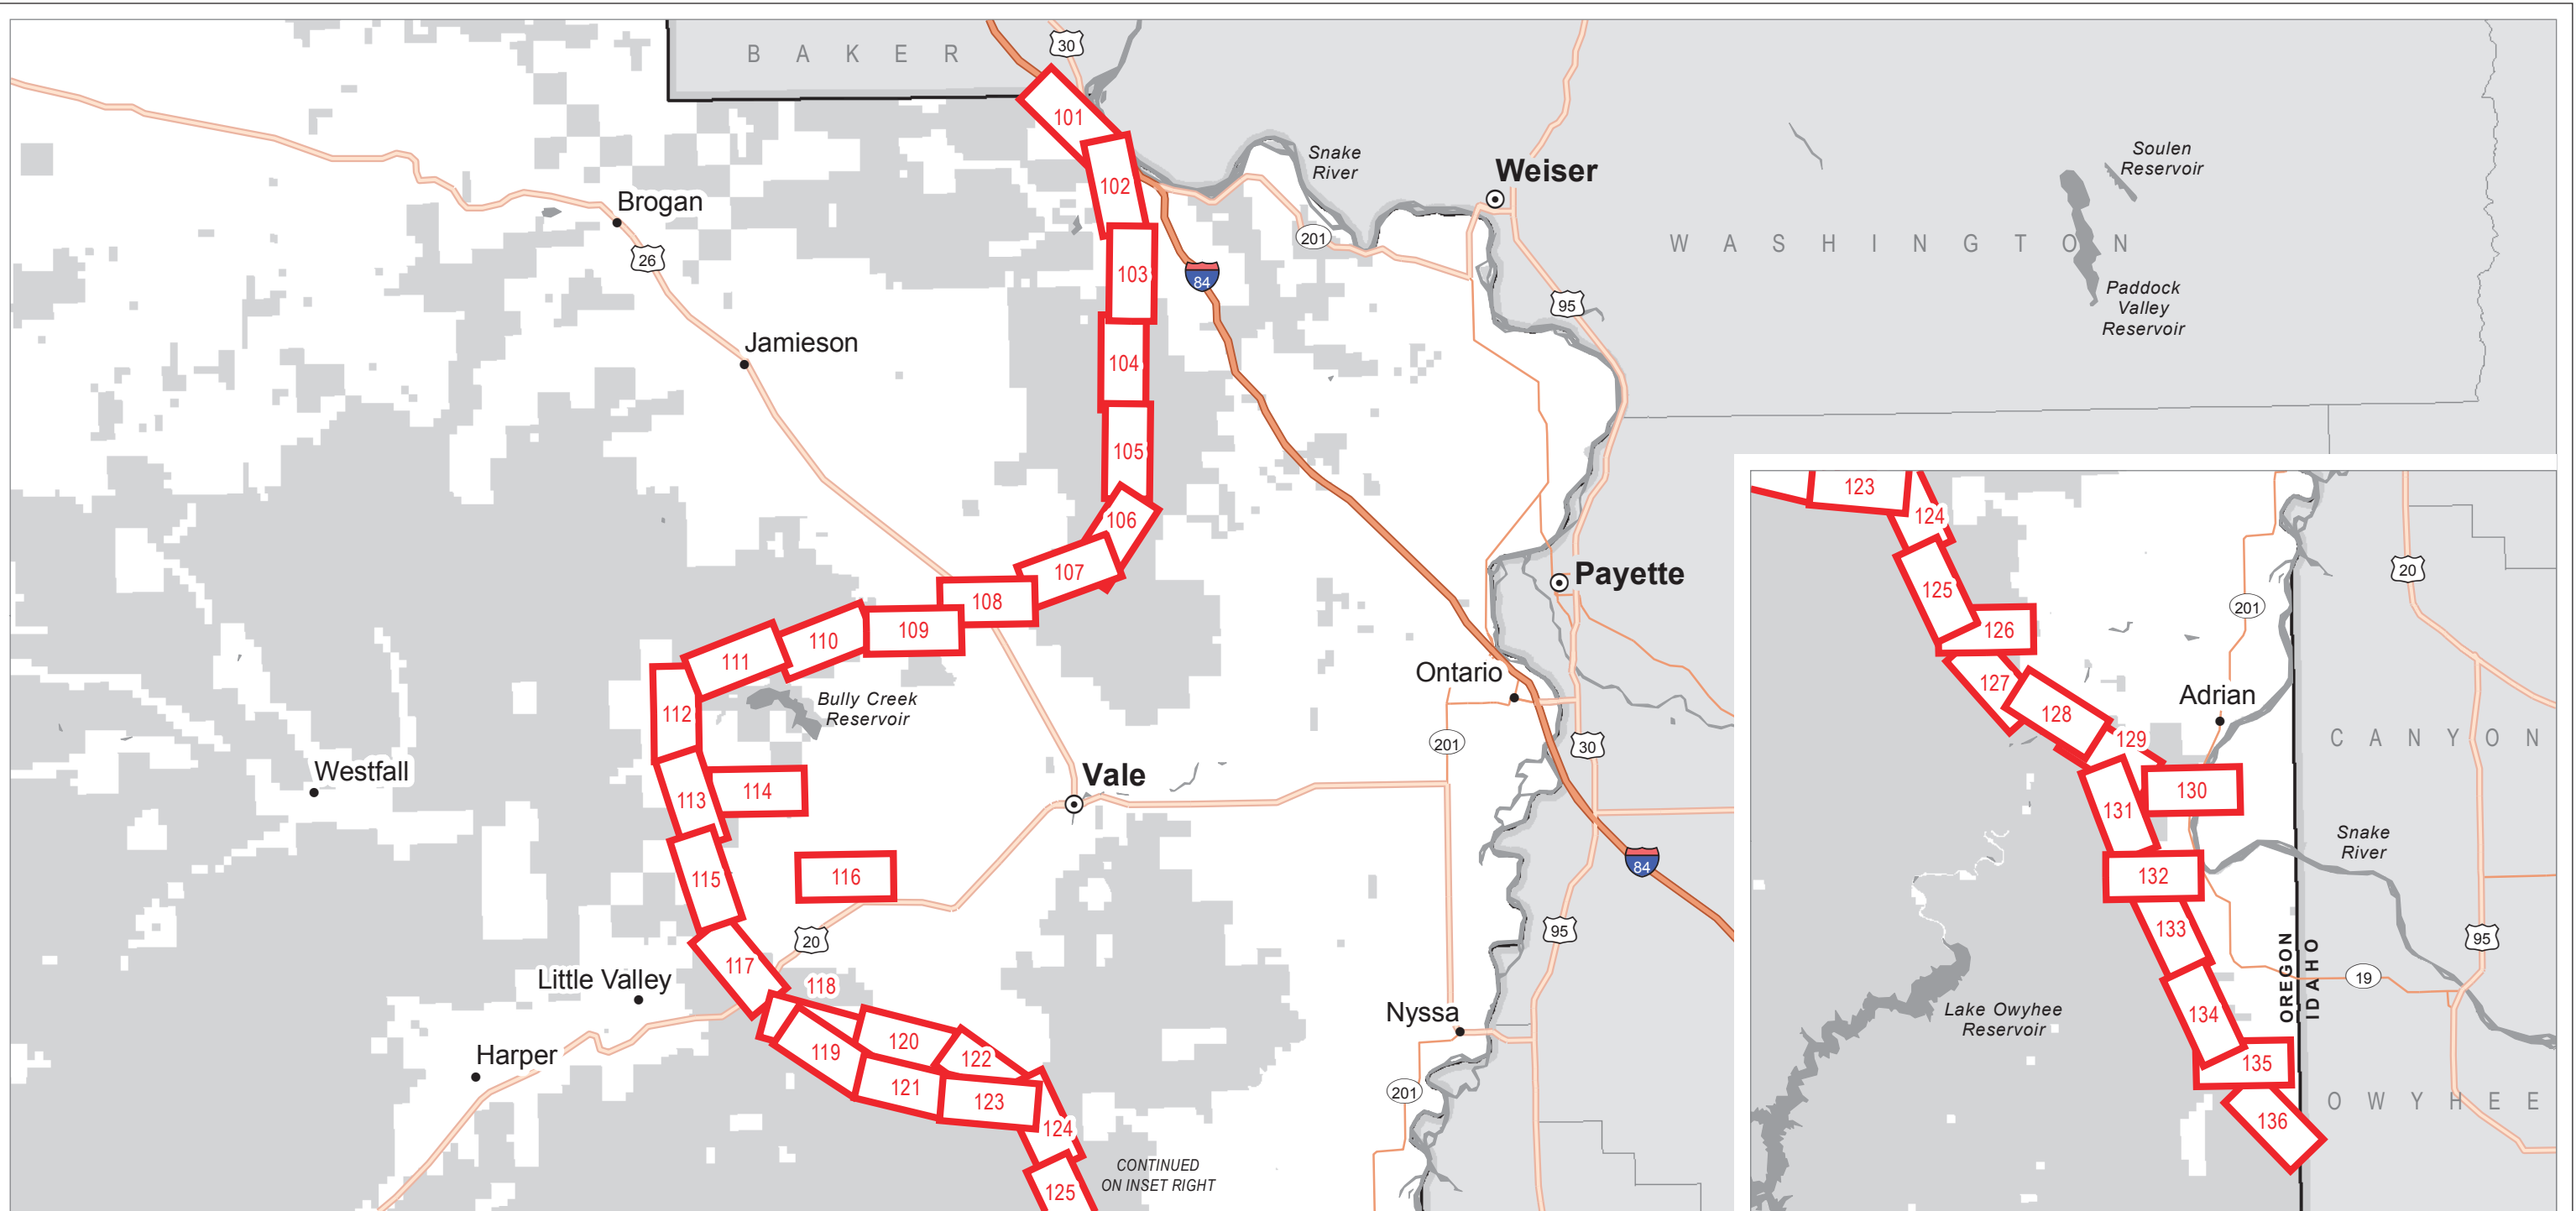 BAKER
30
101
Snake
River
Weiser
Soulen
Reservoir
102
Brogan
201
WASHINGTON
26
103
84
95
Paddock
Valley
Reservoir
Jamieson
104
105
106
107
108
109
110
111
Payette
Bully Creek
Reservoir
112
Ontario
201
30
Westfall
113
114
Vale
115
116
84
20
95
117
Little Valley
118
Nyssa
Harper
119
120
121
122
123
201
124
125
CONTINUED
ON INSET RIGHT
123
124
125
20
201
126
127
Adrian
128
129
CANYON
130
131
Snake
River
132
133
95
OREGON
IDAHO
19
134
Lake Owyhee
Reservoir
135
OWYHEE
136